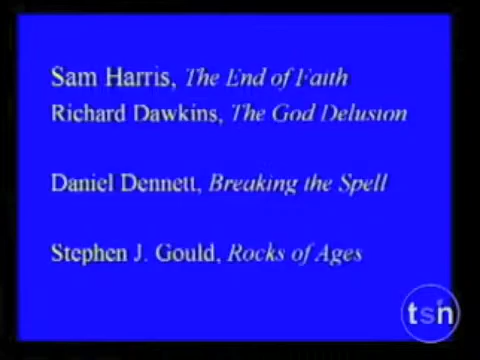 Sam Harris, The End of Faith
Richard Dawkins, The God Delusion
Daniel Dennett, Breaking the Spell
Stephen J. Gould, Rocks of Ages
tsn